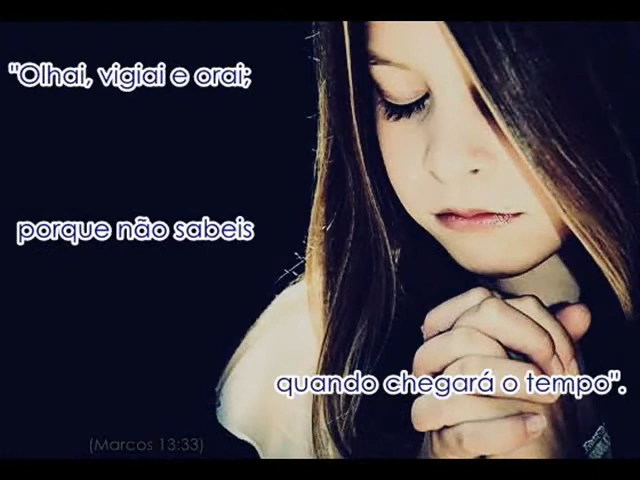 "Olhai, vigiai e orai;
porque não sabeis
quando chegará o tempo".
(Marcos 13:33)